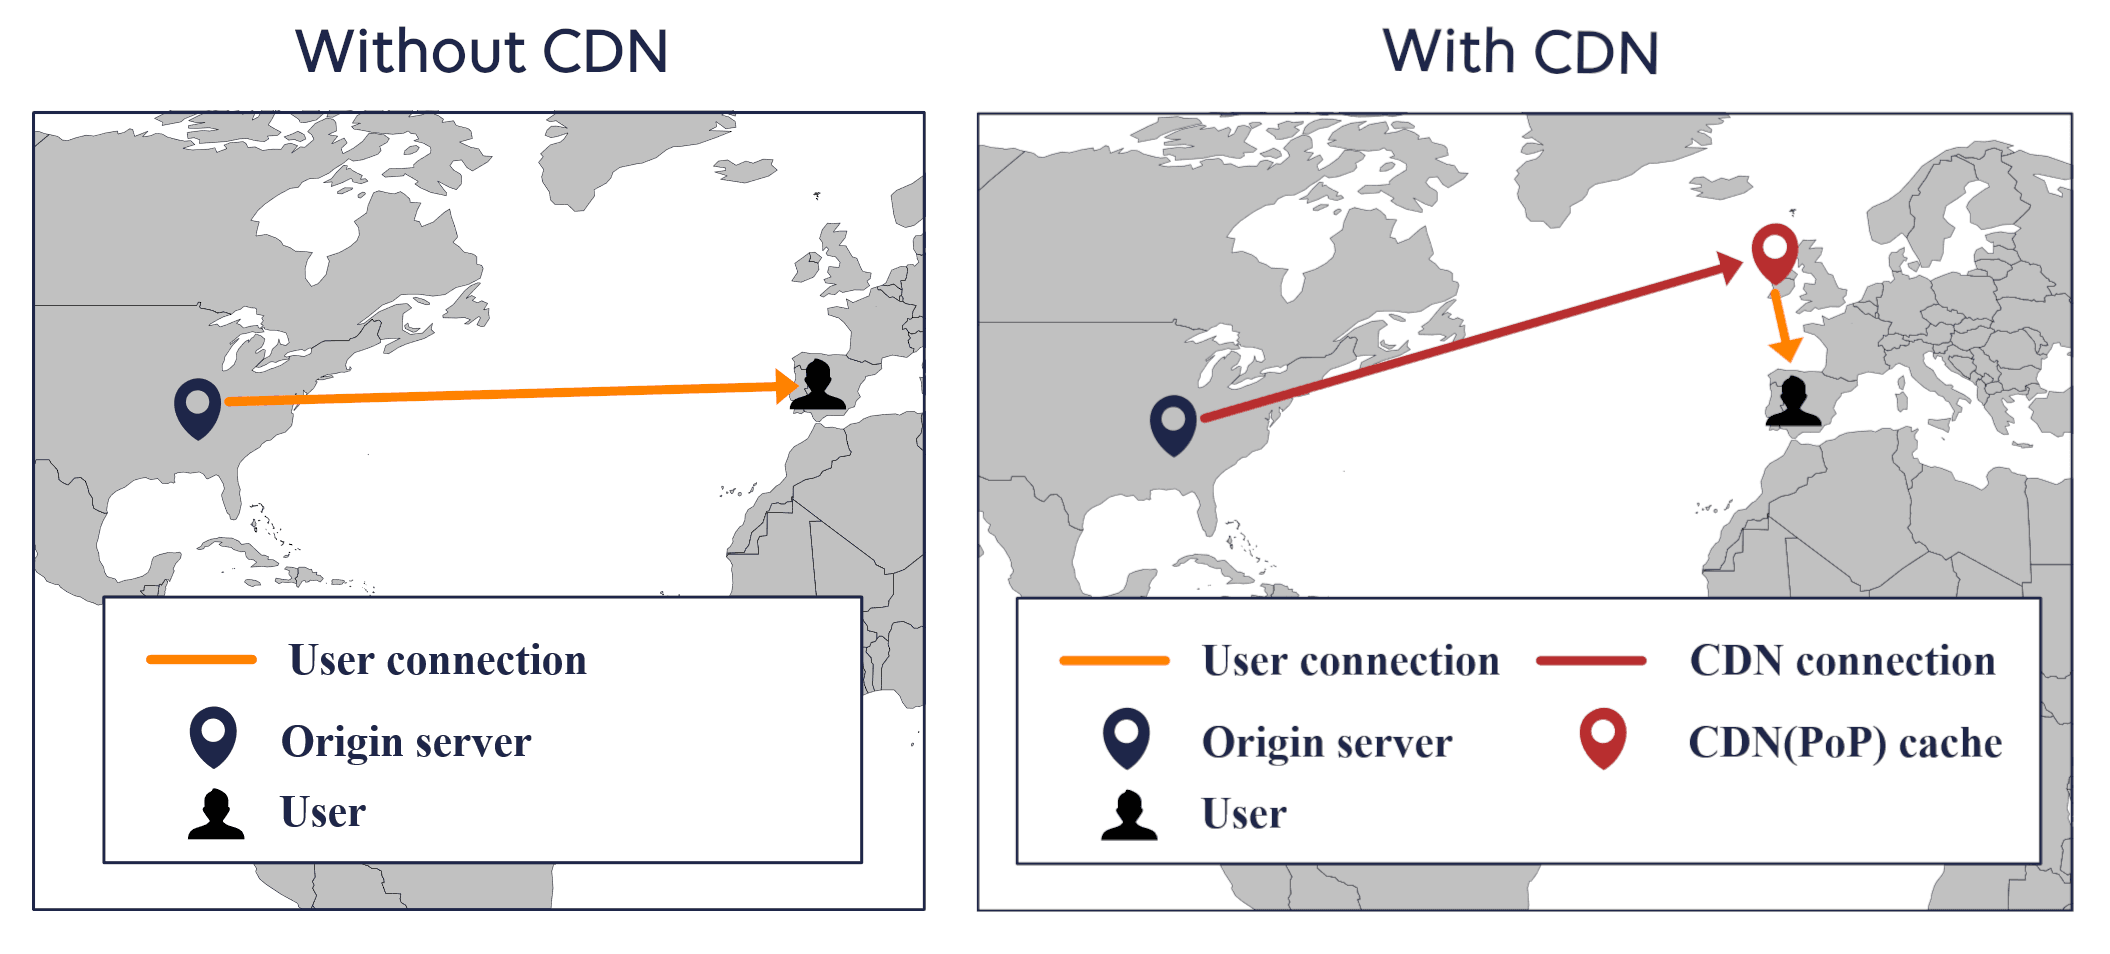 Without CDN
User connection
Origin server
User
With CDN
User connection
CDN connection
Origin server
CDN(PoP) cache
User